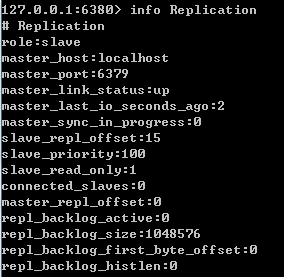 127.0.0.1:6380> info Replication
# Replication
role:slave
master_host:localhost
master_port:6379
master_link_status:up
master_last_io_seconds_ago:2
master_sync_in_progress:0
slave_repl_offset:15
slave_priority:100
slave_read_only:1
connected_slaves:0
master_repl_offset:0
repl_backlog_active:0
repl_backlog_size:1048576
repl_backlog_first_byte_offset:0
repl_backlog_histlen:0